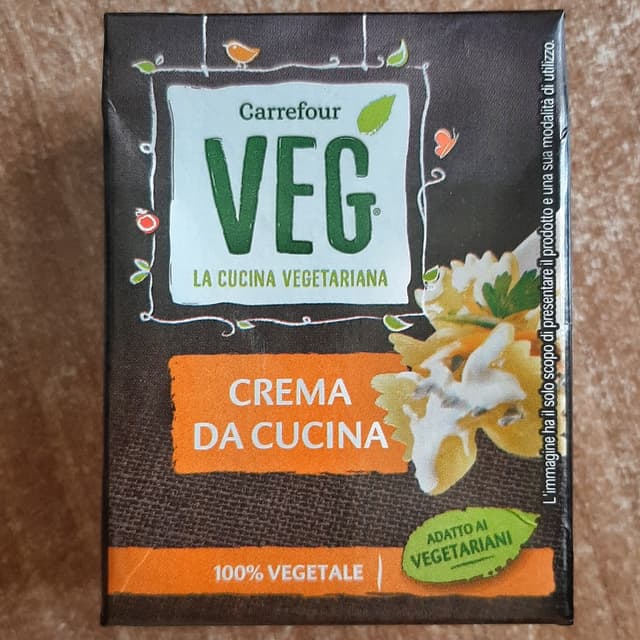 Carrefour
VEG®
LA CUCINA VEGETARIANA
CREMA
DA CUCINA
L'immagine ha il solo scopo di presentare il prodotto e una sua modalità di utilizzo.
ADATTO AI
VEGETARIANI
100% VEGETALE